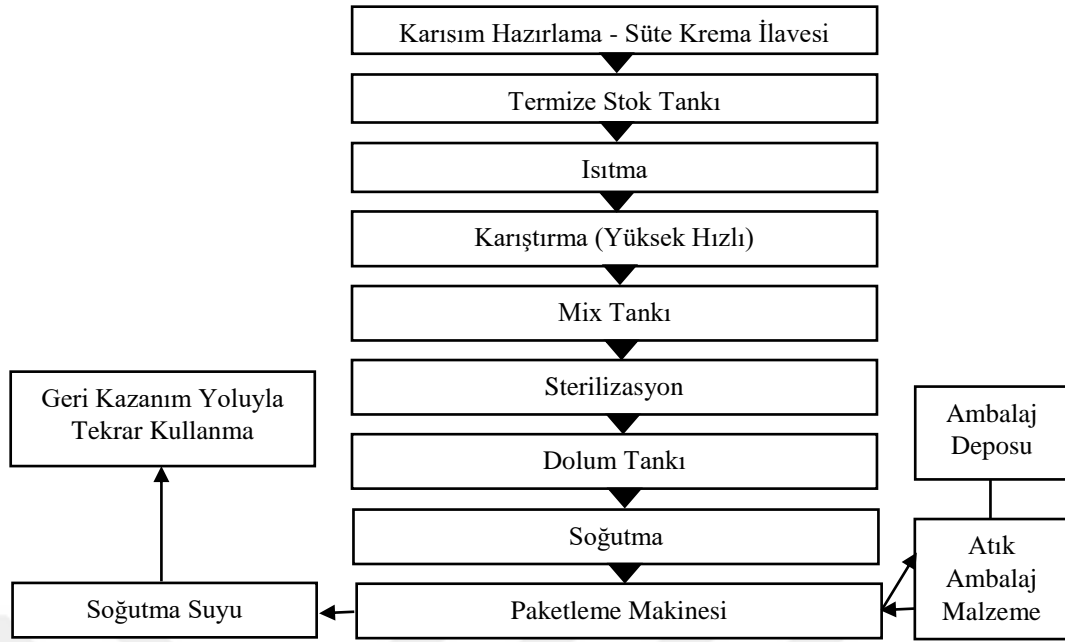 Karısım Hazırlama - Süte Krema İlavesi
Termize Stok Tankı
Isıtma
Karıştırma (Yüksek Hızlı)
Mix Tankı
Sterilizasyon
Geri Kazanım Yoluyla
Tekrar Kullanma
Ambalaj
Deposu
Dolum Tankı
Soğutma
Atık
Ambalaj
Malzeme
Soğutma Suyu
Paketleme Makinesi